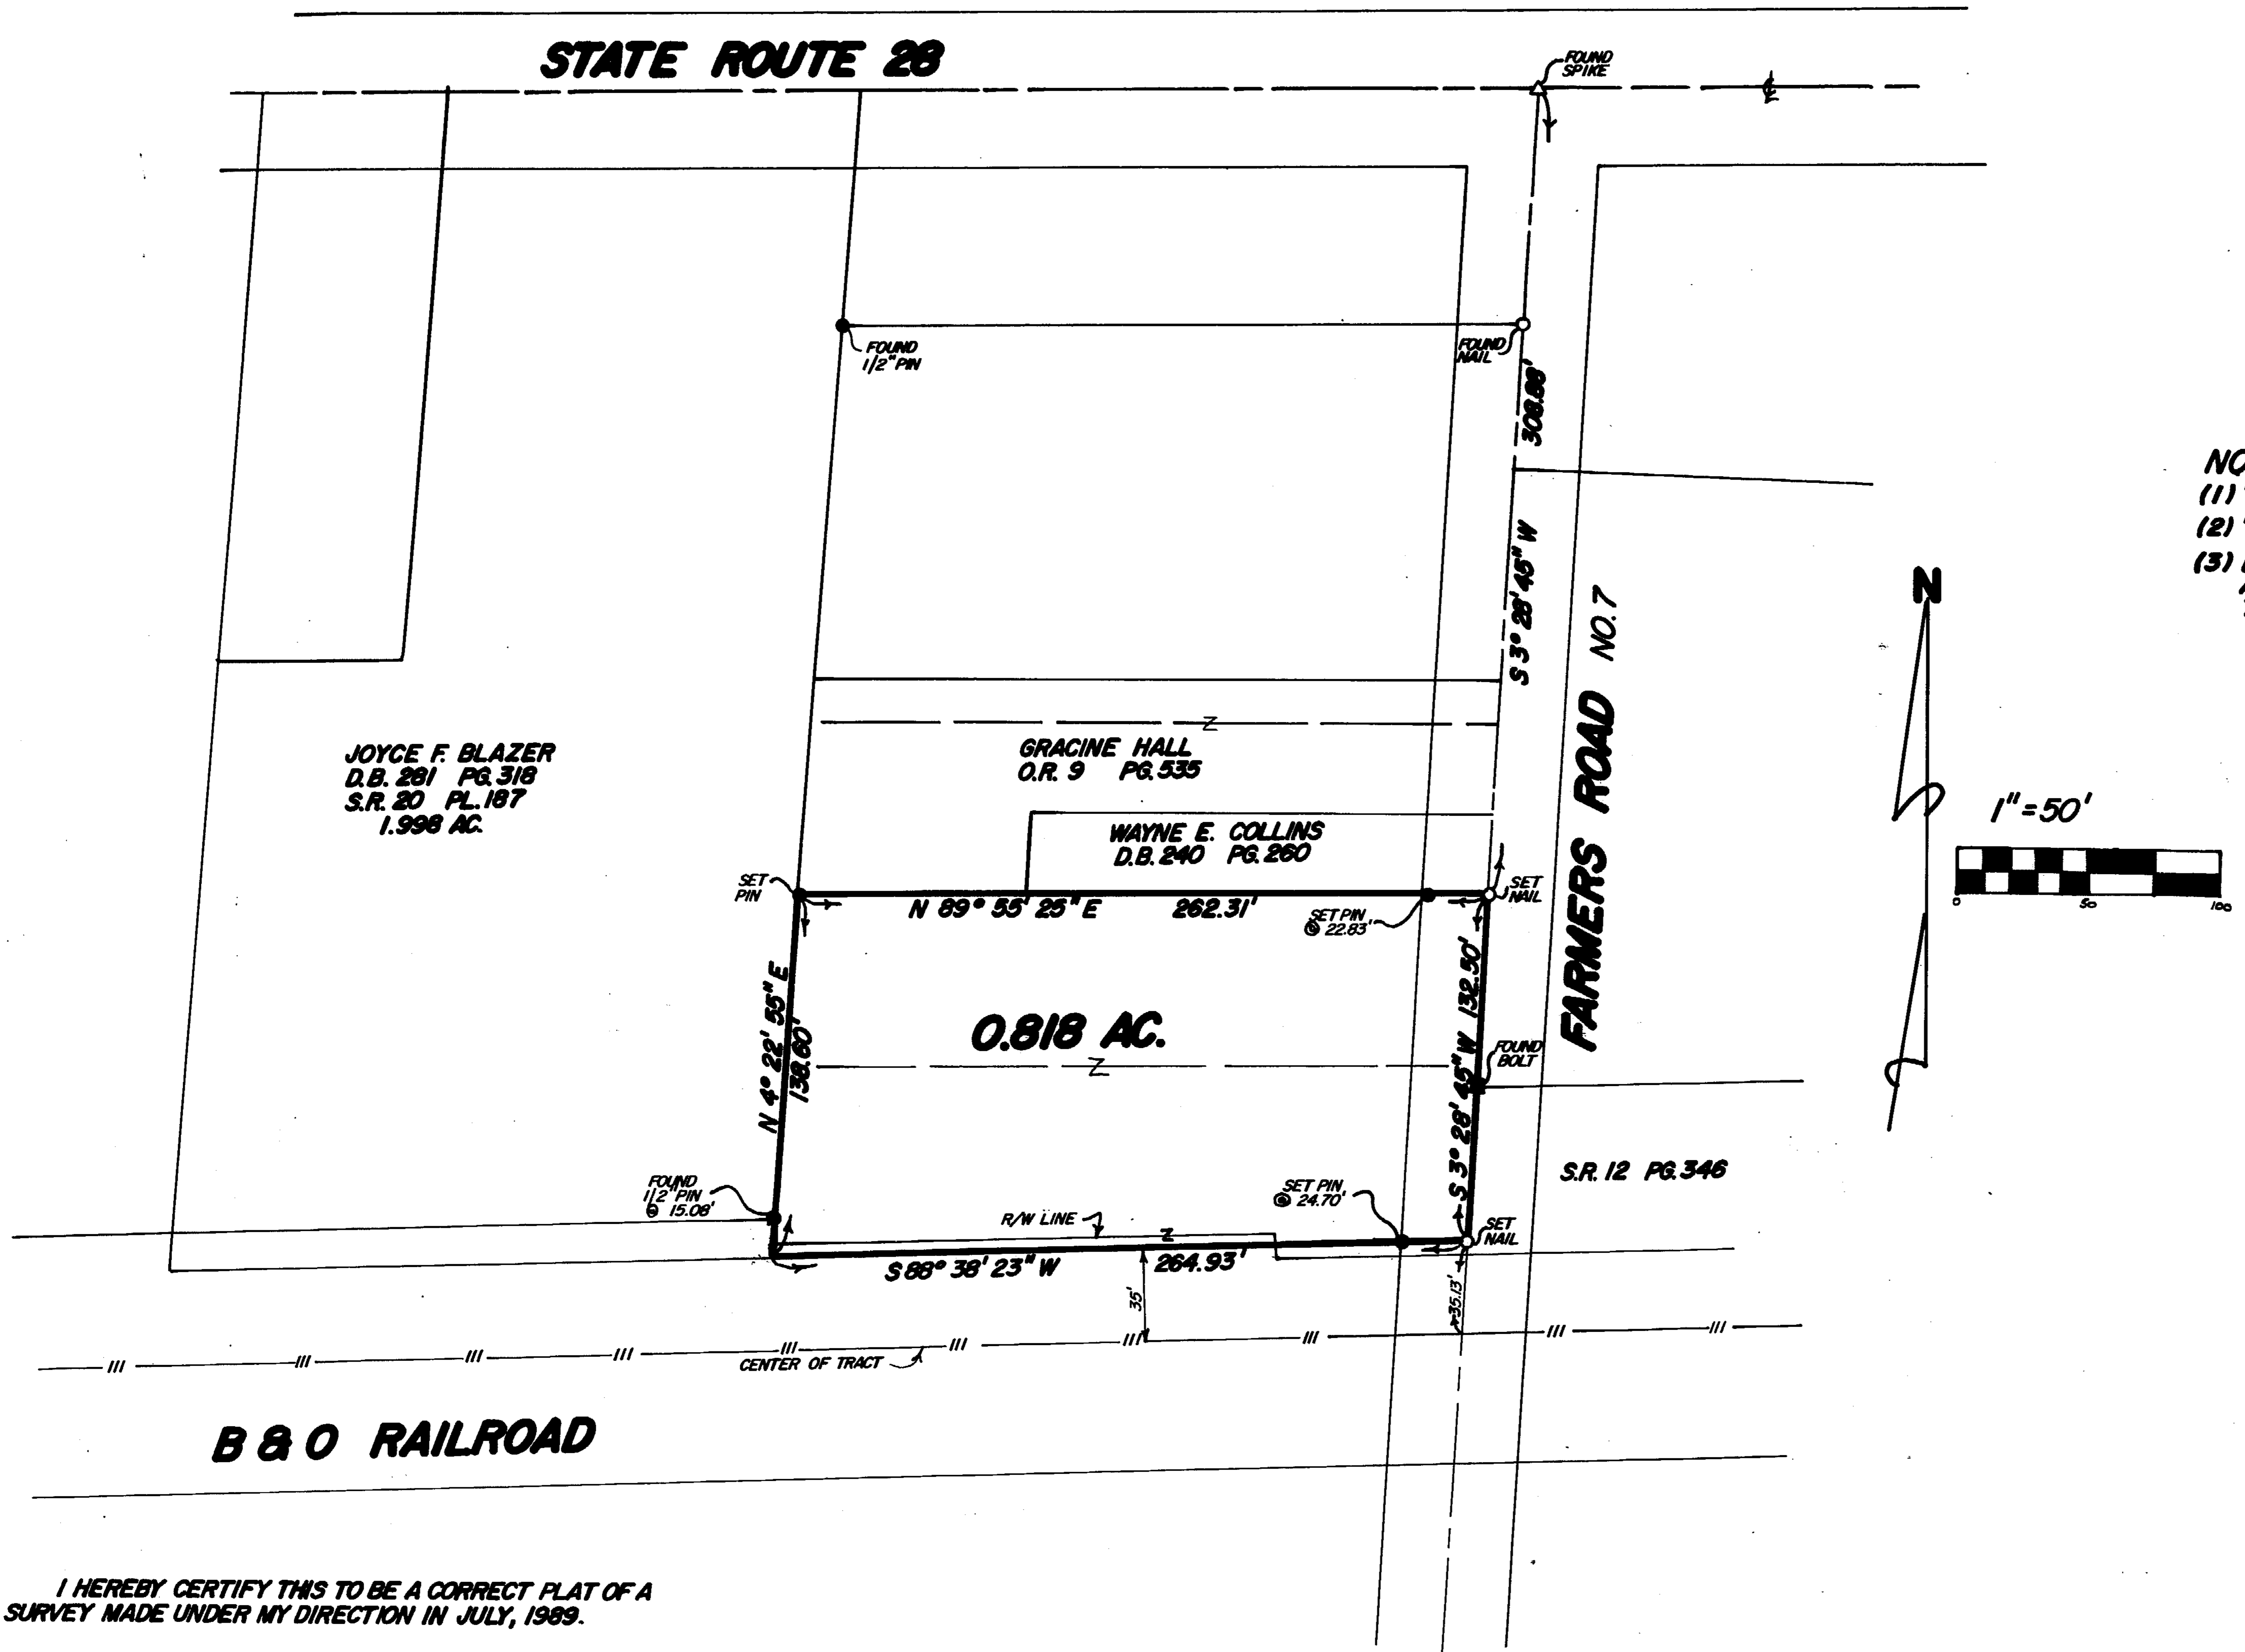 STATE ROUTE 28
FOUND
SPIKE
℄
FOUND
1/2" PIN
FOUND
NAIL
308.88'
S 3° 28' 45" W
FARMERS ROAD NO.7
NO
(1)
(2)
(3)
N
1"=50'
0 50 100
JOYCE F. BLAZER
D.B. 281 PG. 318
S.R. 20 PL. 187
1.998 AC.
Z
GRACINE HALL
O.R. 9 PG. 535
WAYNE E. COLLINS
D.B. 240 PG. 260
SET
PIN
SET
NAIL
N 89° 55' 25" E 262.31'
SET PIN
@ 22.83'
N 4° 22' 55" E
138.60'
0.818 AC.
Z
S 3° 28' 45" W 132.50'
FOUND
BOLT
S.R. 12 PG. 346
FOUND
1/2" PIN
@ 15.08'
SET PIN
@ 24.70'
R/W LINE
Z
SET
NAIL
S 88° 38' 23" W 264.93'
35'
35.13'
CENTER OF TRACT
B & O RAILROAD
I HEREBY CERTIFY THIS TO BE A CORRECT PLAT OF A
SURVEY MADE UNDER MY DIRECTION IN JULY, 1989.